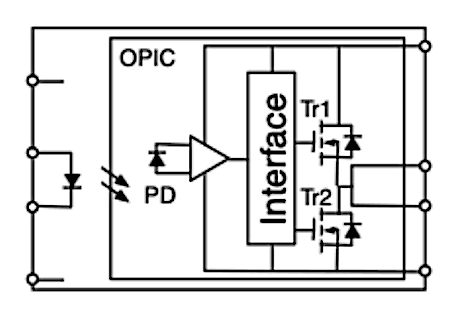 OPIC
PD
Interface
Tr1
Tr2